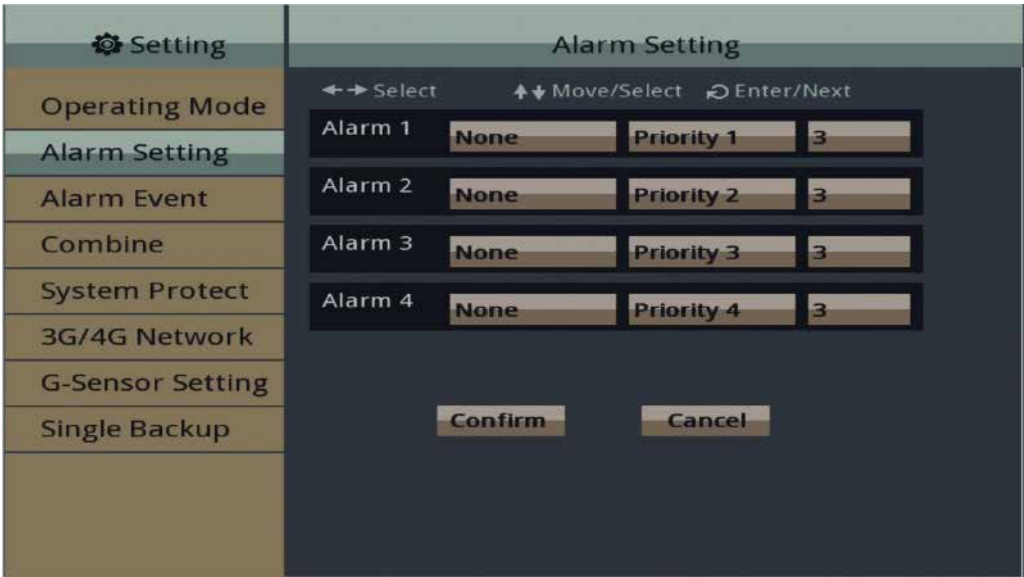 Setting
Alarm Setting
Operating Mode
Alarm Setting
Alarm Event
Combine
System Protect
3G/4G Network
G-Sensor Setting
Single Backup
Select Move/Select Enter/Next
Alarm 1 None Priority 1 3
Alarm 2 None Priority 2 3
Alarm 3 None Priority 3 3
Alarm 4 None Priority 4 3
Confirm Cancel